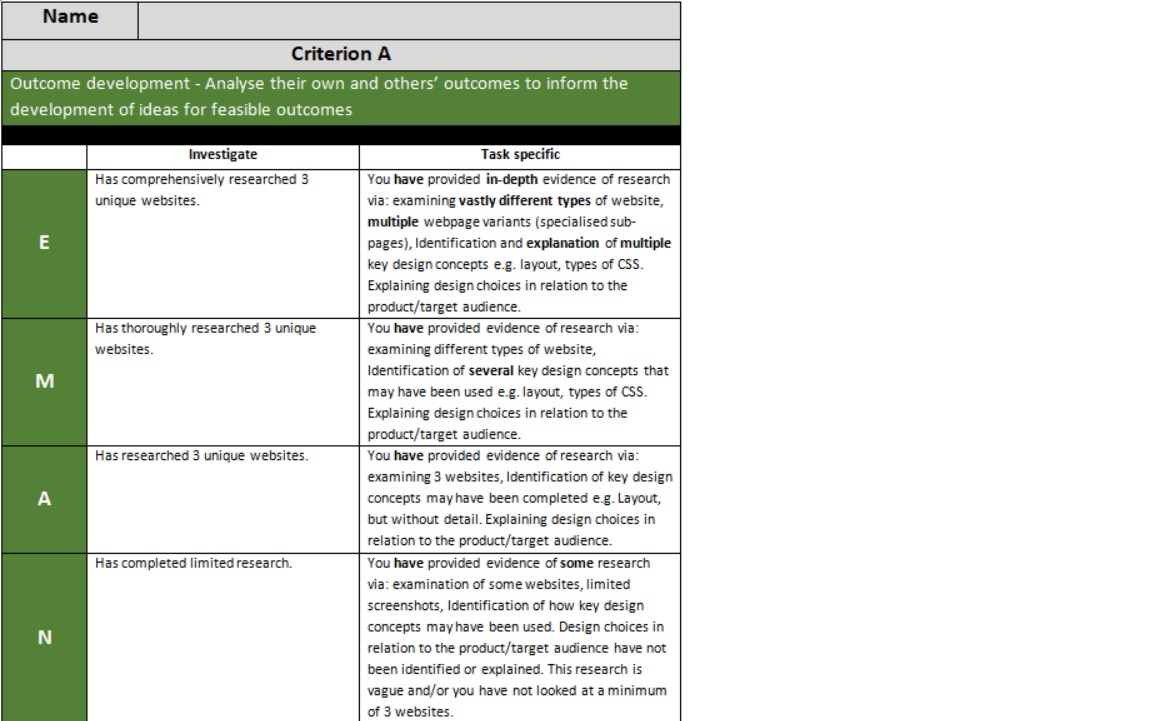 Name
Criterion A
Outcome development - Analyse their own and others’ outcomes to inform the
development of ideas for feasible outcomes
Investigate
Task specific
E
Has comprehensively researched 3
unique websites.
You have provided in-depth evidence of research
via: examining vastly different types of website,
multiple webpage variants (specialised sub-
pages), Identification and explanation of multiple
key design concepts e.g. layout, types of CSS.
Explaining design choices in relation to the
product/target audience.
M
Has thoroughly researched 3 unique
websites.
You have provided evidence of research via:
examining different types of website,
Identification of several key design concepts that
may have been used e.g. layout, types of CSS.
Explaining design choices in relation to the
product/target audience.
A
Has researched 3 unique websites.
You have provided evidence of research via:
examining 3 websites, Identification of key design
concepts may have been completed e.g. Layout,
but without detail. Explaining design choices in
relation to the product/target audience.
N
Has completed limited research.
You have provided evidence of some research
via: examination of some websites, limited
screenshots, Identification of how key design
concepts may have been used. Design choices in
relation to the product/target audience have not
been identified or explained. This research is
vague and/or you have not looked at a minimum
of 3 websites.